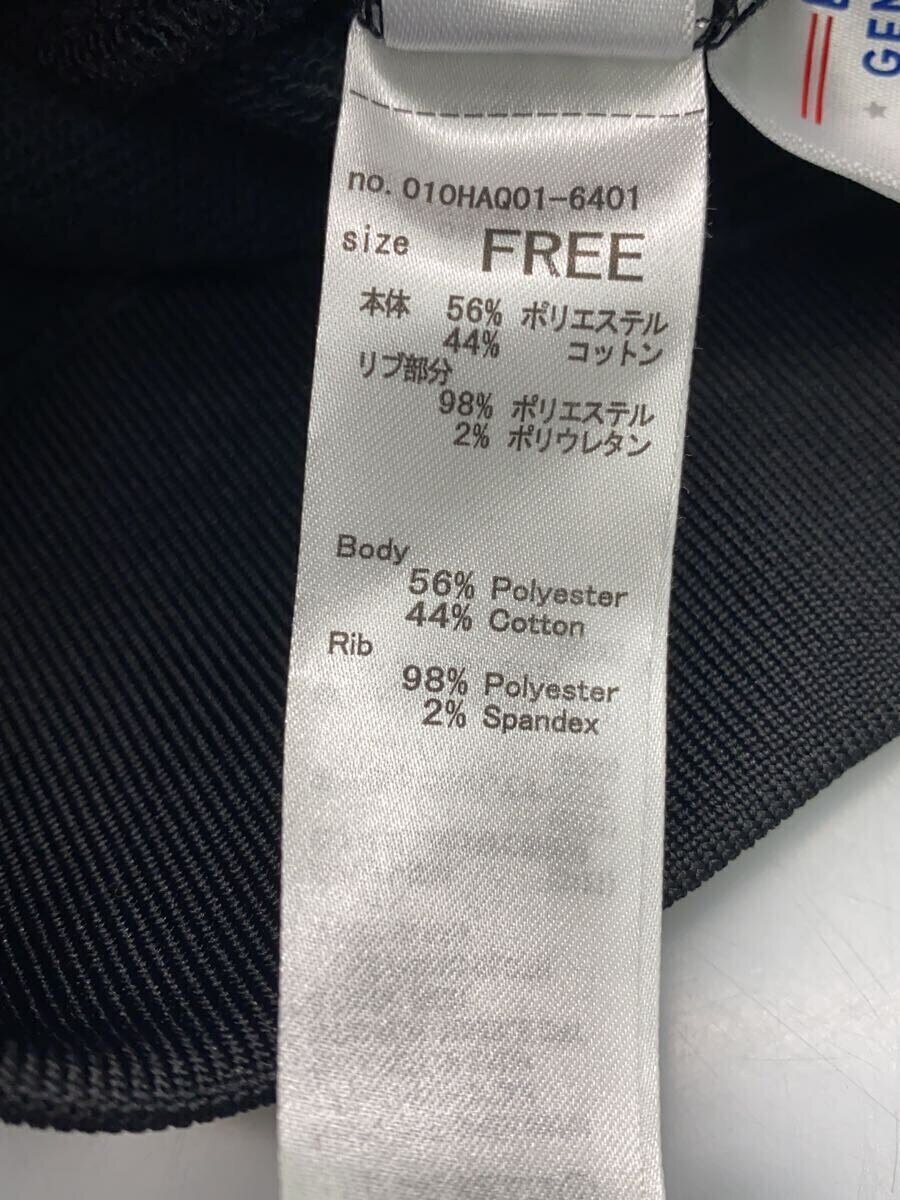 no. 010HAQ01-6401
size FREE
本体 56% ポリエステル
44% コットン
リブ部分
98% ポリエステル
2% ポリウレタン
Body
56% Polyester
44% Cotton
Rib
98% Polyester
2% Spandex